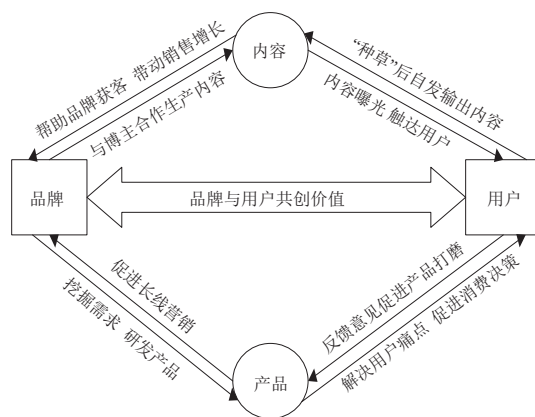 内容
帮助品牌获客 带动销售增长
与博主合作生产内容
“种草”后自发输出内容
内容曝光 触达用户
品牌
品牌与用户共创价值
用户
促进长线营销
挖掘需求 研发产品
反馈意见促进产品打磨
解决用户痛点 促进消费决策
产品